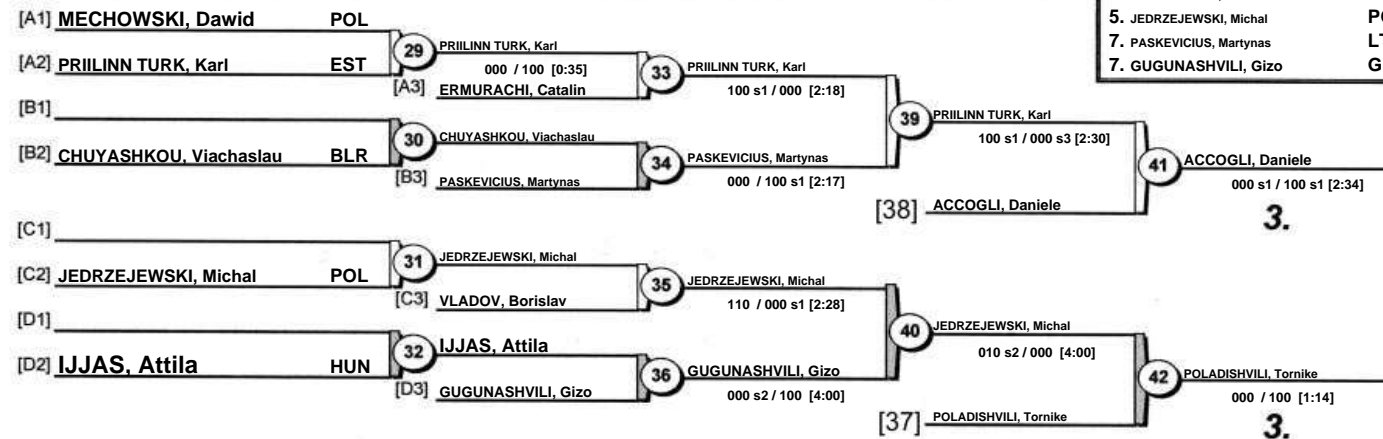 5. JEDRZEJEWSKI, Michal
7. PASKEVICIUS, Martynas
7. GUGUNASHVILI, Gizo
[A1] MECHOWSKI, Dawid POL
[A2] PRIILINN TURK, Karl EST
29
PRIILINN TURK, Karl
000 / 100 [0:35]
[A3] ERMURACHI, Catalin
33
PRIILINN TURK, Karl
100 s1 / 000 [2:18]
[B1]
[B2] CHUYASHKOU, Viachaslau BLR
30
CHUYASHKOU, Viachaslau
[B3] PASKEVICIUS, Martynas
34
PASKEVICIUS, Martynas
000 / 100 s1 [2:17]
39
PRIILINN TURK, Karl
100 s1 / 000 s3 [2:30]
[38] ACCOGLI, Daniele
41
ACCOGLI, Daniele
000 s1 / 100 s1 [2:34]
3.
[C1]
[C2] JEDRZEJEWSKI, Michal POL
31
JEDRZEJEWSKI, Michal
[C3] VLADOV, Borislav
35
JEDRZEJEWSKI, Michal
110 / 000 s1 [2:28]
[D1]
[D2] IJJAS, Attila HUN
32
IJJAS, Attila
[D3] GUGUNASHVILI, Gizo
36
GUGUNASHVILI, Gizo
000 s2 / 100 [4:00]
40
JEDRZEJEWSKI, Michal
010 s2 / 000 [4:00]
[37] POLADISHVILI, Tornike
42
POLADISHVILI, Tornike
000 / 100 [1:14]
3.